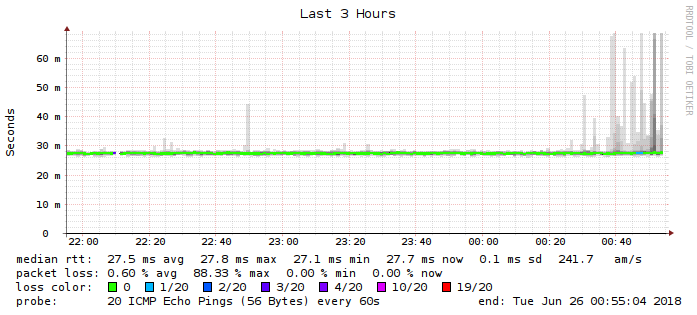 Last 3 Hours
RRDTOOL / TOBI OETIKER
Seconds
60 m
50 m
40 m
30 m
20 m
10 m
0
22:00 22:20 22:40 23:00 23:20 23:40 00:00 00:20 00:40
median rtt: 27.5 ms avg 27.8 ms max 27.1 ms min 27.7 ms now 0.1 ms sd 241.7 am/s
packet loss: 0.60 % avg 88.33 % max 0.00 % min 0.00 % now
loss color: 0 1/20 2/20 3/20 4/20 10/20 19/20
probe: 20 ICMP Echo Pings (56 Bytes) every 60s end: Tue Jun 26 00:55:04 2018